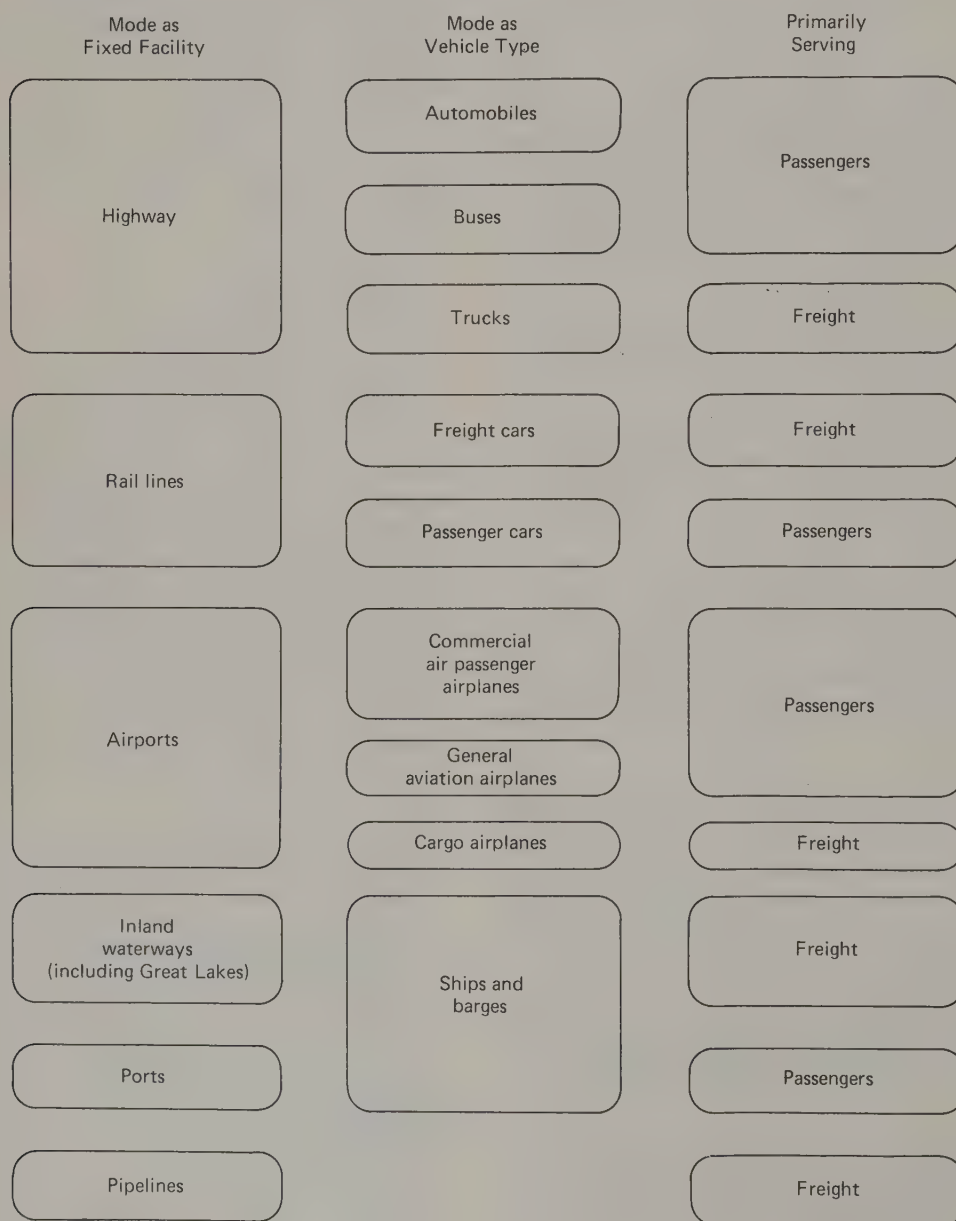 Mode as
Fixed Facility
Mode as
Vehicle Type
Primarily
Serving
Highway
Automobiles
Buses
Trucks
Passengers
Freight
Rail lines
Freight cars
Passenger cars
Freight
Passengers
Airports
Commercial
air passenger
airplanes
General
aviation airplanes
Cargo airplanes
Passengers
Freight
Inland
waterways
(including Great Lakes)
Ships and
barges
Freight
Ports
Passengers
Pipelines
Freight